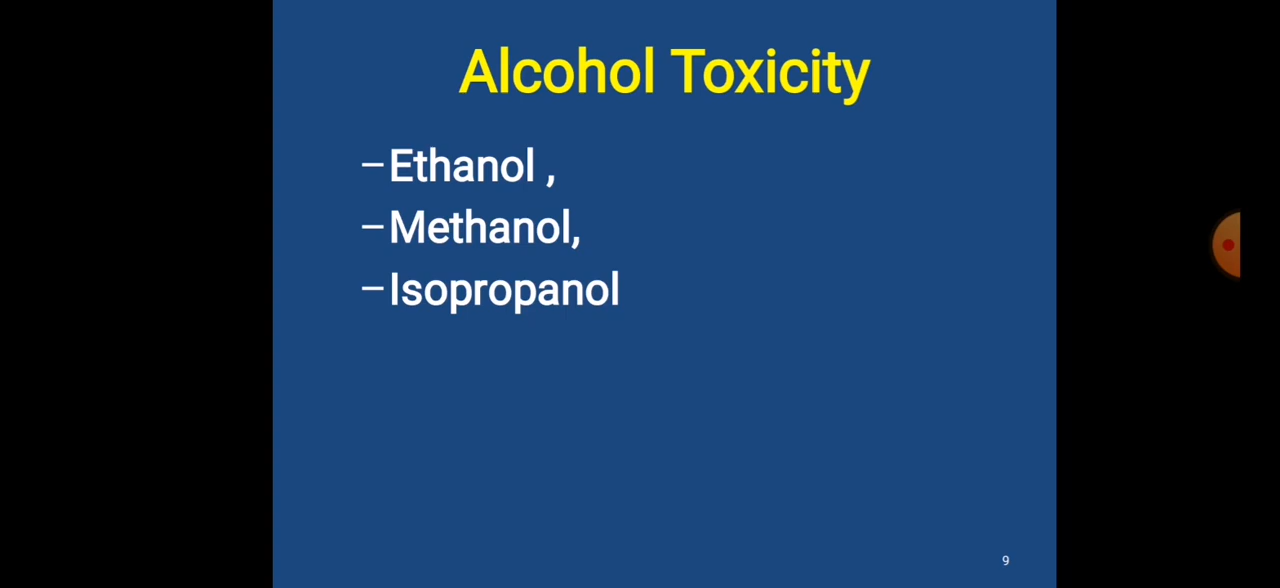 Alcohol Toxicity
–Ethanol ,
–Methanol,
–Isopropanol
9